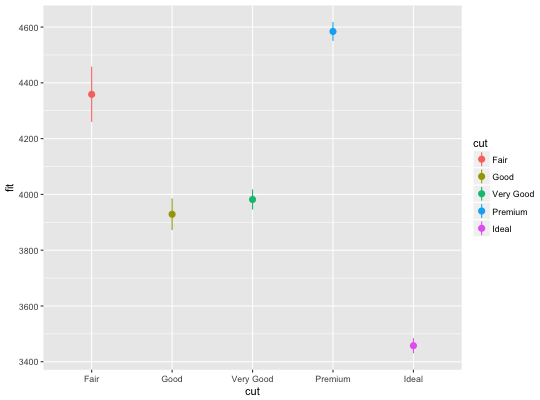 4600
4400
4200
4000
3800
3600
3400
fit
Fair Good Very Good Premium Ideal
cut
cut
Fair
Good
Very Good
Premium
Ideal